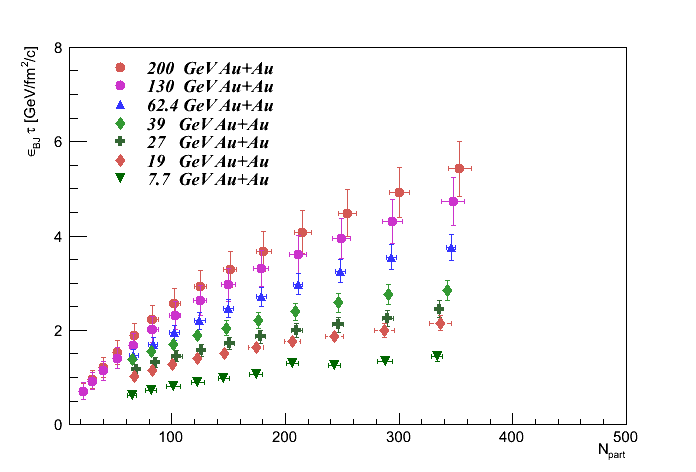 8
ε_BJ τ [GeV/fm²/c]
200 GeV Au+Au
130 GeV Au+Au
62.4 GeV Au+Au
6
39 GeV Au+Au
27 GeV Au+Au
19 GeV Au+Au
7.7 GeV Au+Au
4
2
0
100 200 300 400 500
N_part